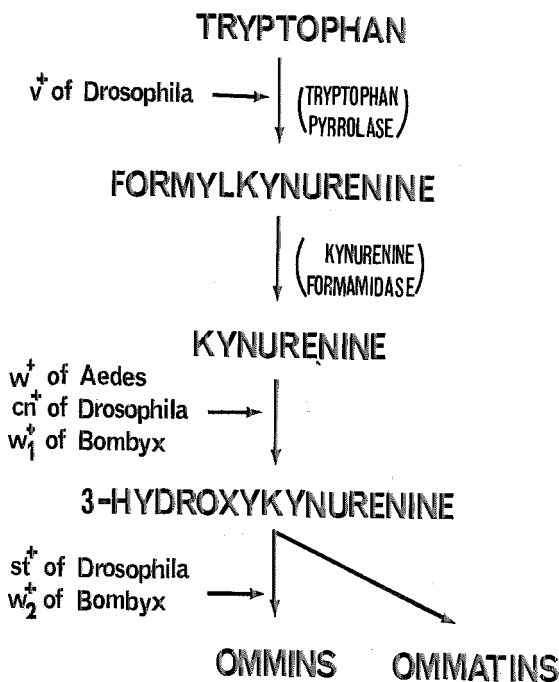 TRYPTOPHAN
v+ of Drosophila
(TRYPTOPHAN
PYRROLASE)
FORMYLKYNURENINE
(KYNURENINE
FORMAMIDASE)
KYNURENINE
w+ of Aedes
cn+ of Drosophila
w1+ of Bombyx
3-HYDROXYKYNURENINE
st+ of Drosophila
w2+ of Bombyx
OMMINS OMMATINS